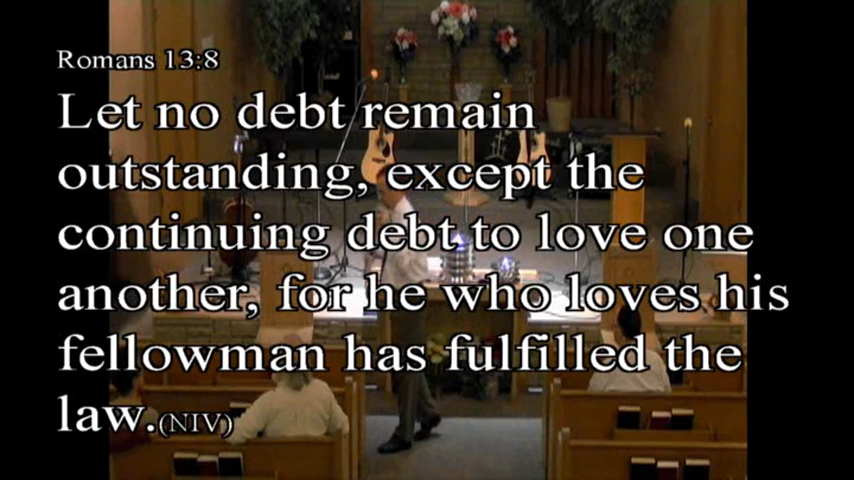 Romans 13:8
Let no debt remain
outstanding, except the
continuing debt to love one
another, for he who loves his
fellowman has fulfilled the
law.(NIV)